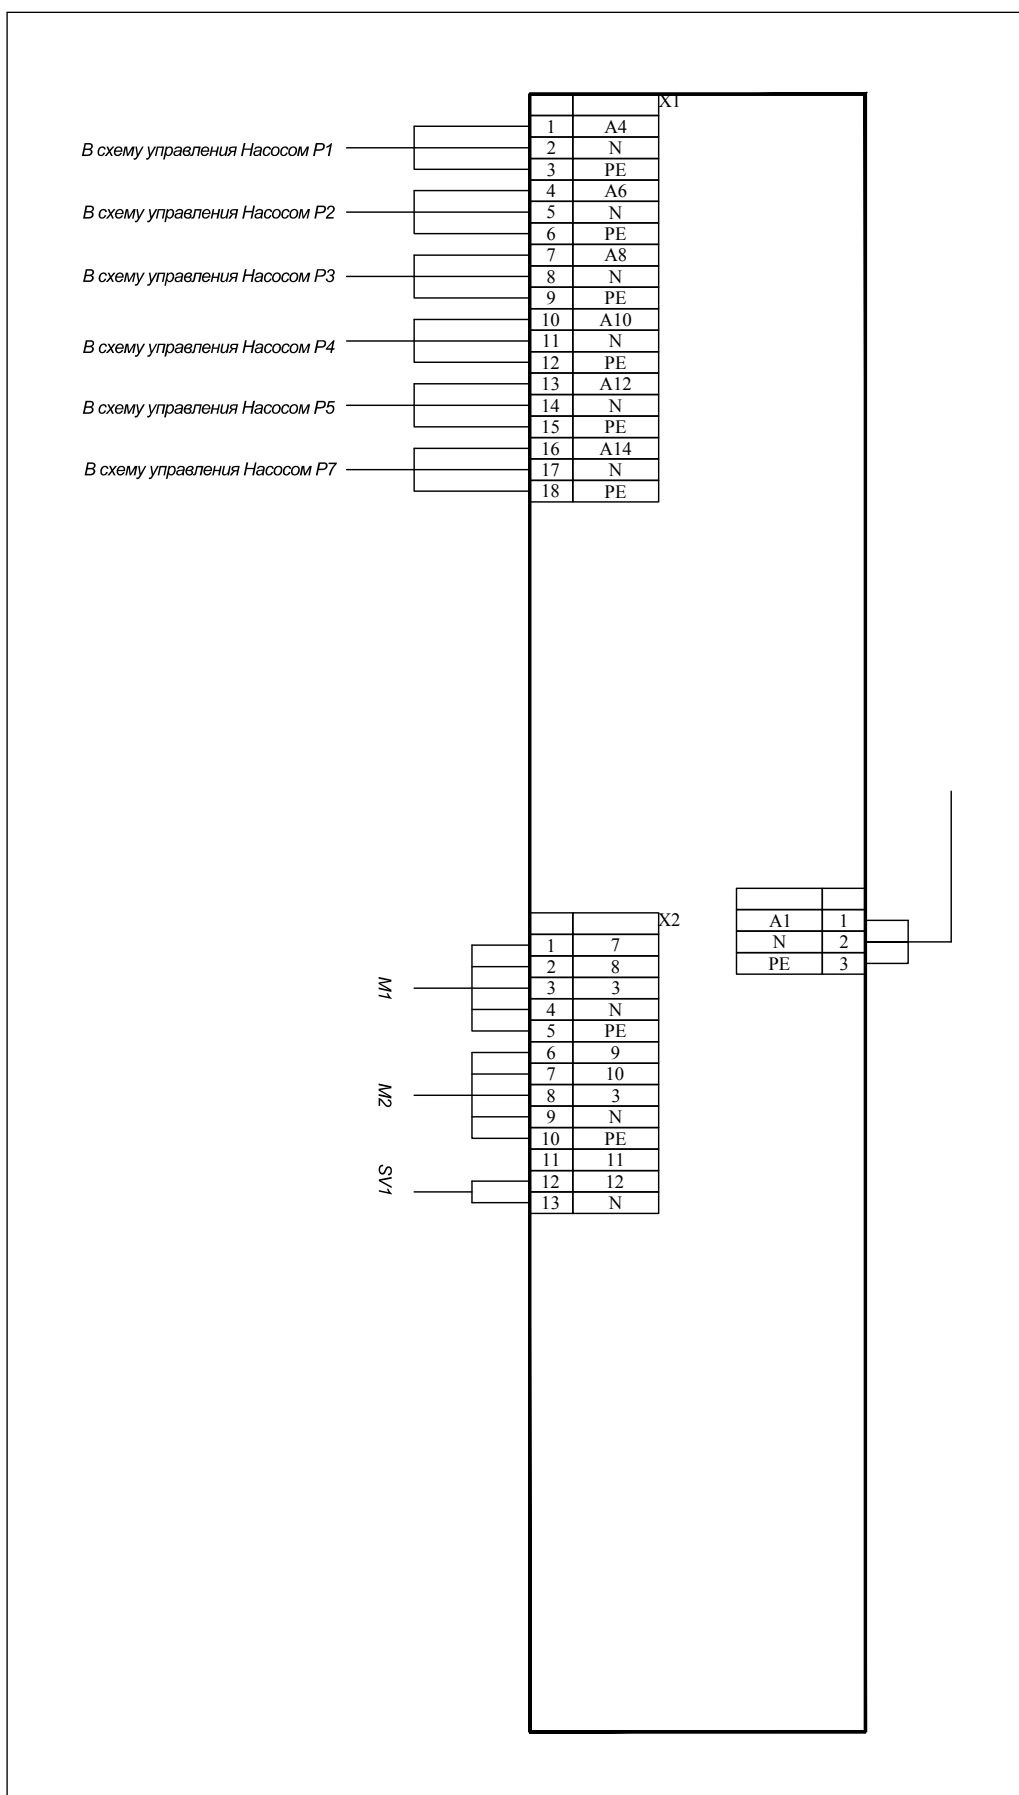 X1
1 A4
В схему управления Насосом P1
2 N
3 PE
4 A6
В схему управления Насосом P2
5 N
6 PE
7 A8
В схему управления Насосом P3
8 N
9 PE
10 A10
В схему управления Насосом P4
11 N
12 PE
13 A12
В схему управления Насосом P5
14 N
15 PE
16 A14
В схему управления Насосом P7
17 N
18 PE
X2
A1 1
N 2
PE 3
1 7
2 8
M1
3 3
4 N
5 PE
6 9
7 10
M2
8 3
9 N
10 PE
11 11
SV1
12 12
13 N